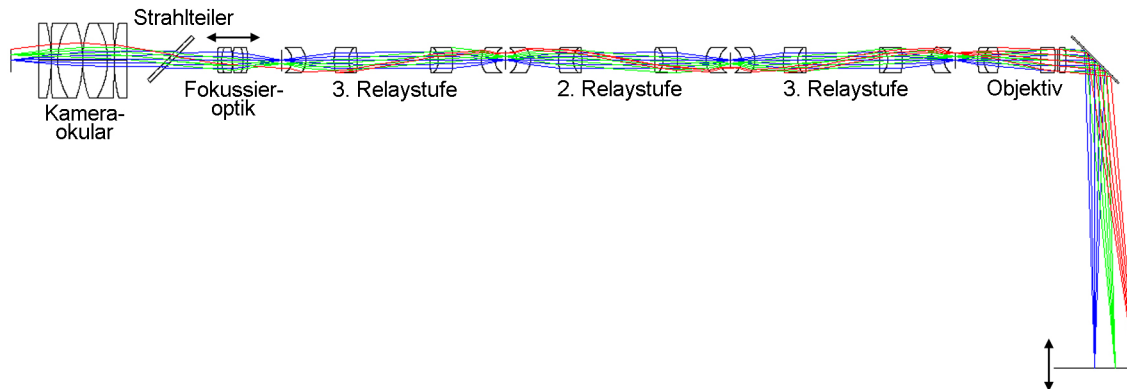 Strahlteiler
Kamera-
okular
Fokussier-
optik
3. Relaystufe
2. Relaystufe
3. Relaystufe
Objektiv